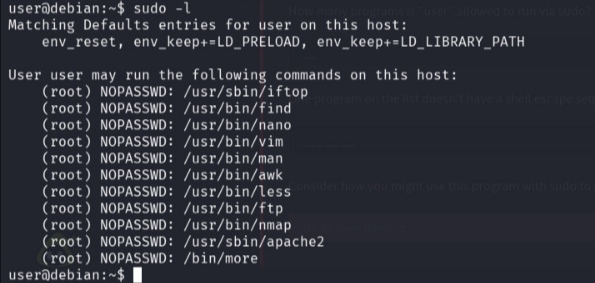 user@debian:~$ sudo -l
Matching Defaults entries for user on this host:
    env_reset, env_keep+=LD_PRELOAD, env_keep+=LD_LIBRARY_PATH

User user may run the following commands on this host:
    (root) NOPASSWD: /usr/sbin/iftop
    (root) NOPASSWD: /usr/bin/find
    (root) NOPASSWD: /usr/bin/nano
    (root) NOPASSWD: /usr/bin/vim
    (root) NOPASSWD: /usr/bin/man
    (root) NOPASSWD: /usr/bin/awk
    (root) NOPASSWD: /usr/bin/less
    (root) NOPASSWD: /usr/bin/ftp
    (root) NOPASSWD: /usr/bin/nmap
    (root) NOPASSWD: /usr/sbin/apache2
    (root) NOPASSWD: /bin/more
user@debian:~$